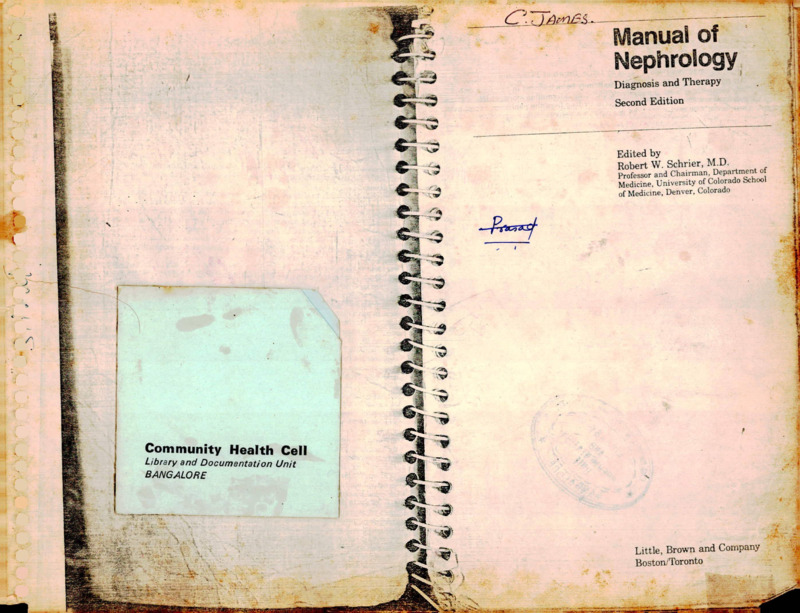 Community Health Cell
Library and Documentation Unit
BANGALORE
C. JAMES.
Manual of
Nephrology
Diagnosis and Therapy
Second Edition
Edited by
Robert W. Schrier, M.D.
Professor and Chairman, Department of
Medicine, University of Colorado School
of Medicine, Denver, Colorado
Prasad
Little, Brown and Company
Boston/Toronto